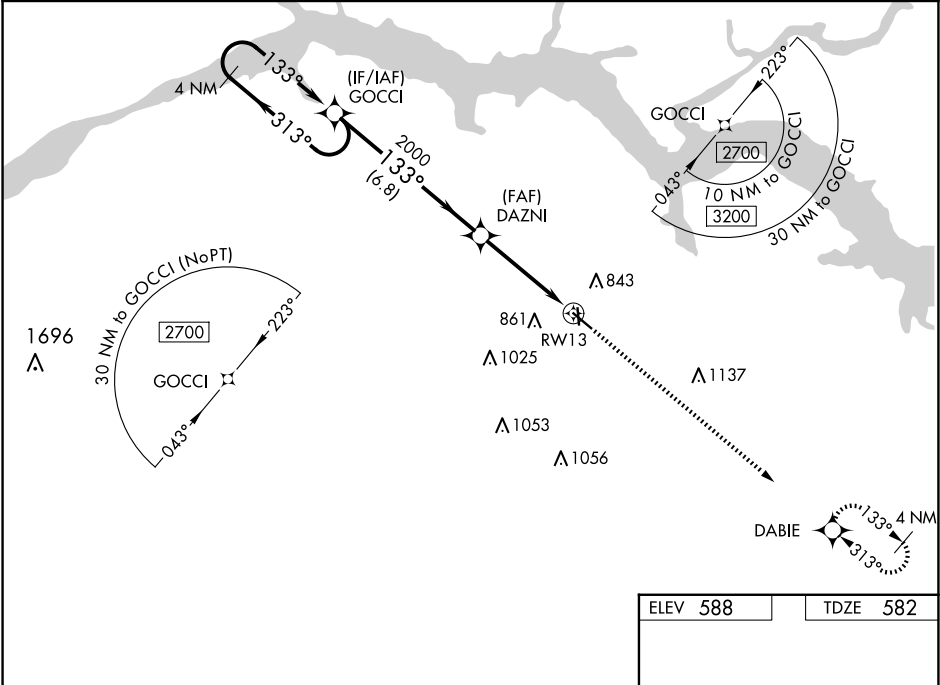 133°
4 NM
313°
(IF/IAF)
GOCCI
2000
133°
(6.8)
(FAF)
DAZNI
223°
GOCCI
2700
043°
10 NM to GOCCI
3200
30 NM to GOCCI
30 NM to GOCCI (NoPT)
2700
223°
GOCCI
043°
1696
843
861
RW13
1025
1137
1053
1056
DABIE
133°
4 NM
313°
ELEV 588
TDZE 582